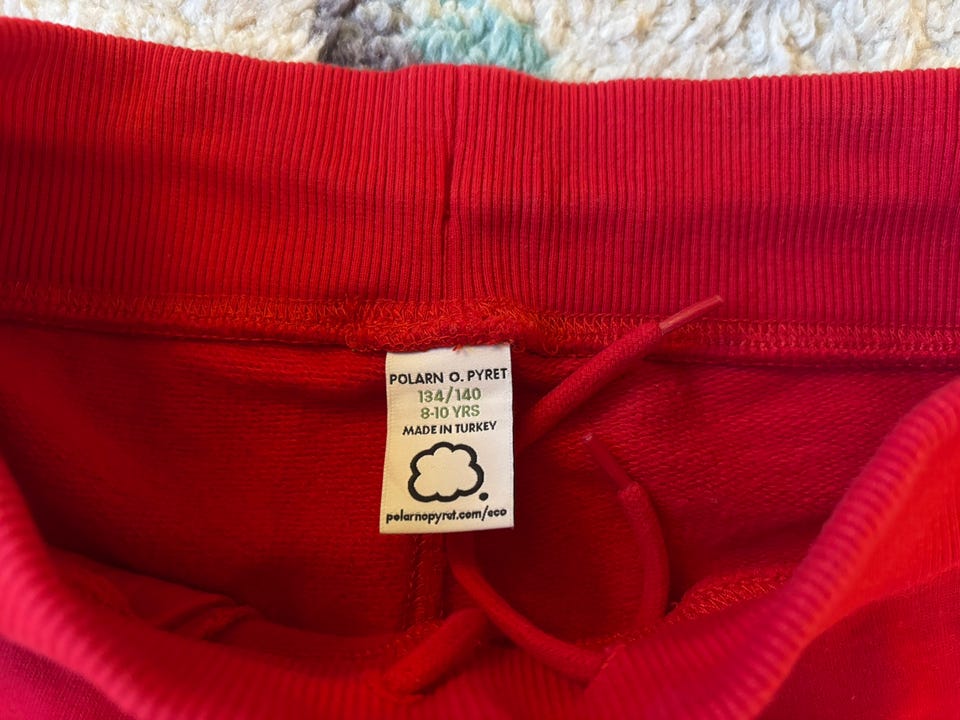 POLARN O. PYRET
134/140
8-10 YRS
MADE IN TURKEY
polarnopyret.com/eco